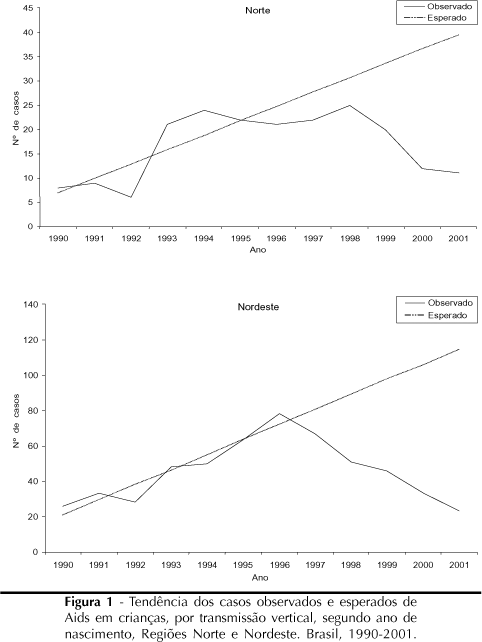 Norte
Observado
Esperado
45
40
35
30
25
20
15
10
5
0
Nº de casos
1990 1991 1992 1993 1994 1995 1996 1997 1998 1999 2000 2001
Ano
Nordeste
Observado
Esperado
140
120
100
80
60
40
20
0
Nº de casos
1990 1991 1992 1993 1994 1995 1996 1997 1998 1999 2000 2001
Ano
Figura 1 - Tendência dos casos observados e esperados de
Aids em crianças, por transmissão vertical, segundo ano de
nascimento, Regiões Norte e Nordeste. Brasil, 1990-2001.